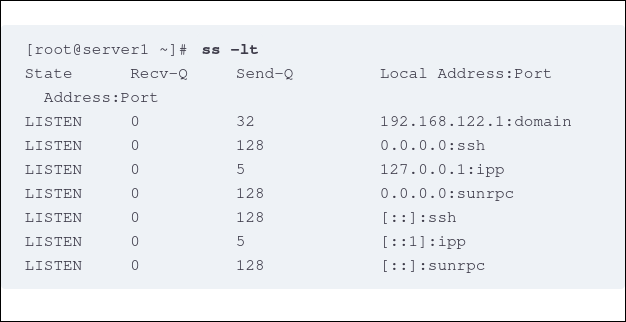 [root@server1 ~]# ss -lt
State Recv-Q Send-Q Local Address:Port
Address:Port
LISTEN 0 32 192.168.122.1:domain
LISTEN 0 128 0.0.0.0:ssh
LISTEN 0 5 127.0.0.1:ipp
LISTEN 0 128 0.0.0.0:sunrpc
LISTEN 0 128 [::]:ssh
LISTEN 0 5 [::1]:ipp
LISTEN 0 128 [::]:sunrpc